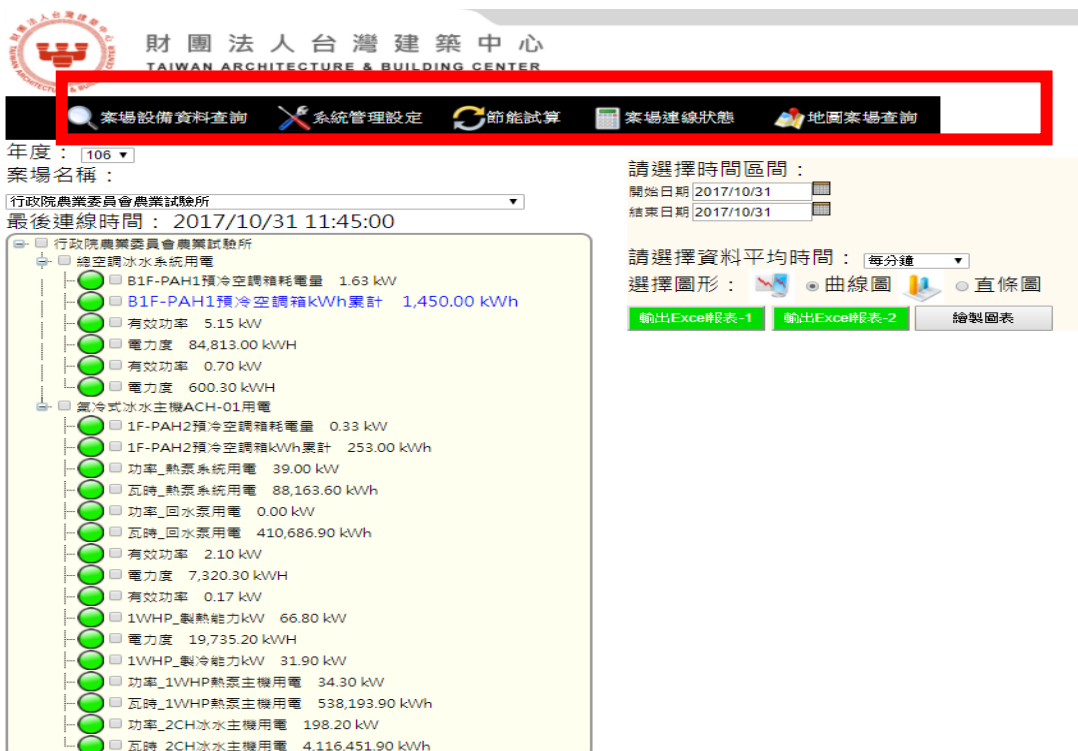 財團法人台灣建築中心
TAIWAN ARCHITECTURE & BUILDING CENTER
案場設備資料查詢 系統管理設定 節能試算 案場連線狀態 地圖案場查詢
年度： 106
案場名稱：
行政院農業委員會農業試驗所
最後連線時間： 2017/10/31 11:45:00
行政院農業委員會農業試驗所
總空調冰水系統用電
B1F-PAH1預冷空調箱耗電量 1.63 kW
B1F-PAH1預冷空調箱kWh累計 1,450.00 kWh
有效功率 5.15 kW
電力度 84,813.00 kWH
有效功率 0.70 kW
電力度 600.30 kWH
氣冷式冰水主機ACH-01用電
1F-PAH2預冷空調箱耗電量 0.33 kW
1F-PAH2預冷空調箱kWh累計 253.00 kWh
功率_熱泵系統用電 39.00 kW
瓦時_熱泵系統用電 88,163.60 kWh
功率_回水泵用電 0.00 kW
瓦時_回水泵用電 410,686.90 kWh
有效功率 2.10 kW
電力度 7,320.30 kWH
有效功率 0.17 kW
1WHP_製熱能力kW 66.80 kW
電力度 19,735.20 kWH
1WHP_製冷能力kW 31.90 kW
功率_1WHP熱泵主機用電 34.30 kW
瓦時_1WHP熱泵主機用電 538,193.90 kWh
功率_2CH冰水主機用電 198.20 kW
瓦時_2CH冰水主機用電 4,116,451.90 kWh
請選擇時間區間：
開始日期 2017/10/31
結束日期 2017/10/31
請選擇資料平均時間： 每分鐘
選擇圖形： 曲線圖 直條圖
輸出Excel報表-1 輸出Excel報表-2 繪製圖表